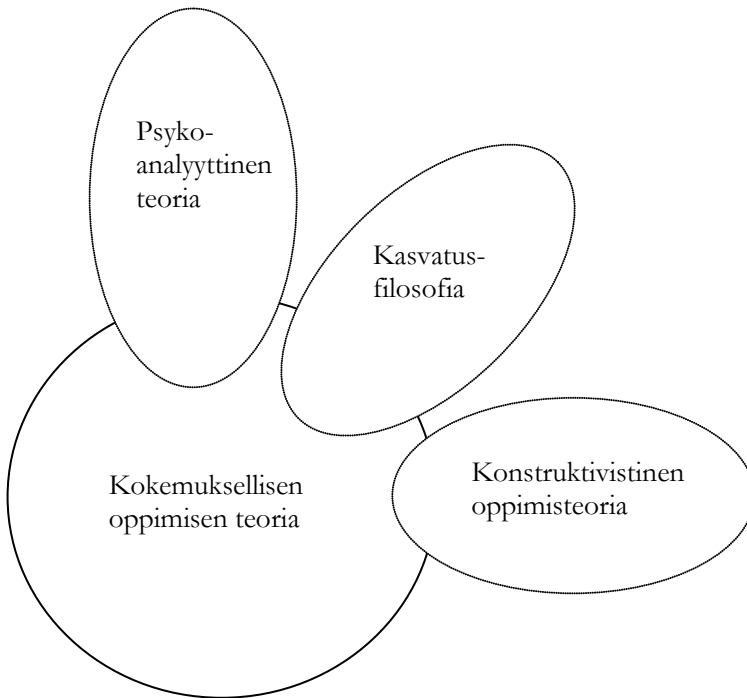 Psyko-
analyyttinen
teoria
Kasvatus-
filosofia
Kokemuksellisen
oppimisen teoria
Konstruktivistinen
oppimisteoria